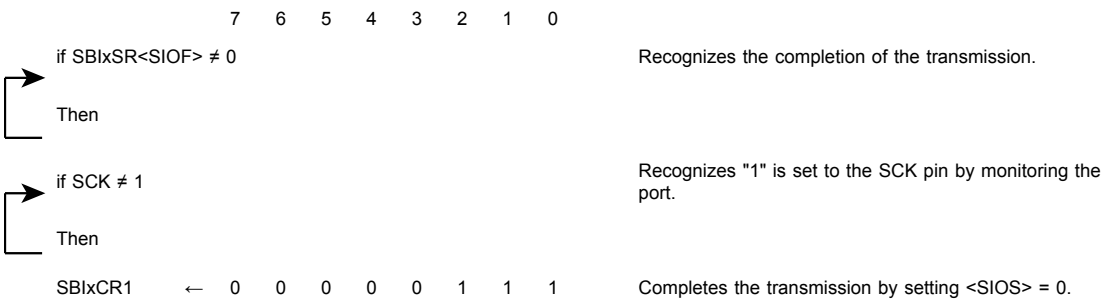 7 6 5 4 3 2 1 0
if SBIxSR<SIOF> ≠ 0 Recognizes the completion of the transmission.
Then
if SCK ≠ 1 Recognizes "1" is set to the SCK pin by monitoring the
port.
Then
SBIxCR1 ← 0 0 0 0 0 1 1 1 Completes the transmission by setting <SIOS> = 0.